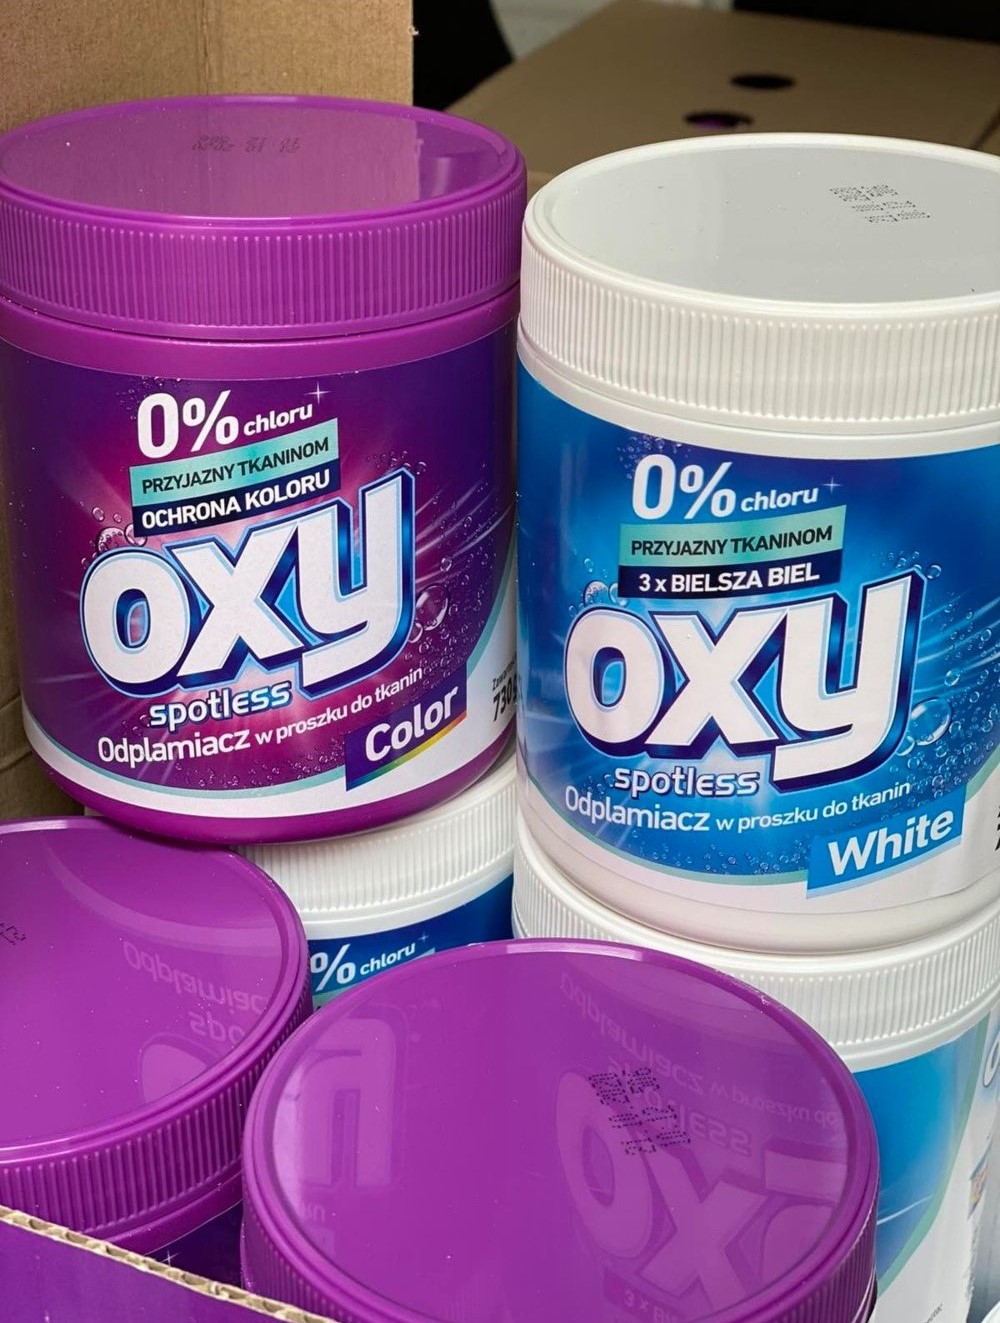 0% chloru
PRZYJAZNY TKANINOM
OCHRONA KOLORU
oxy
spotless
Odplamiacz w proszku do tkanin
Color
0% chloru
PRZYJAZNY TKANINOM
3 x BIELSZA BIEL
oxy
spotless
Odplamiacz w proszku do tkanin
White
% chloru